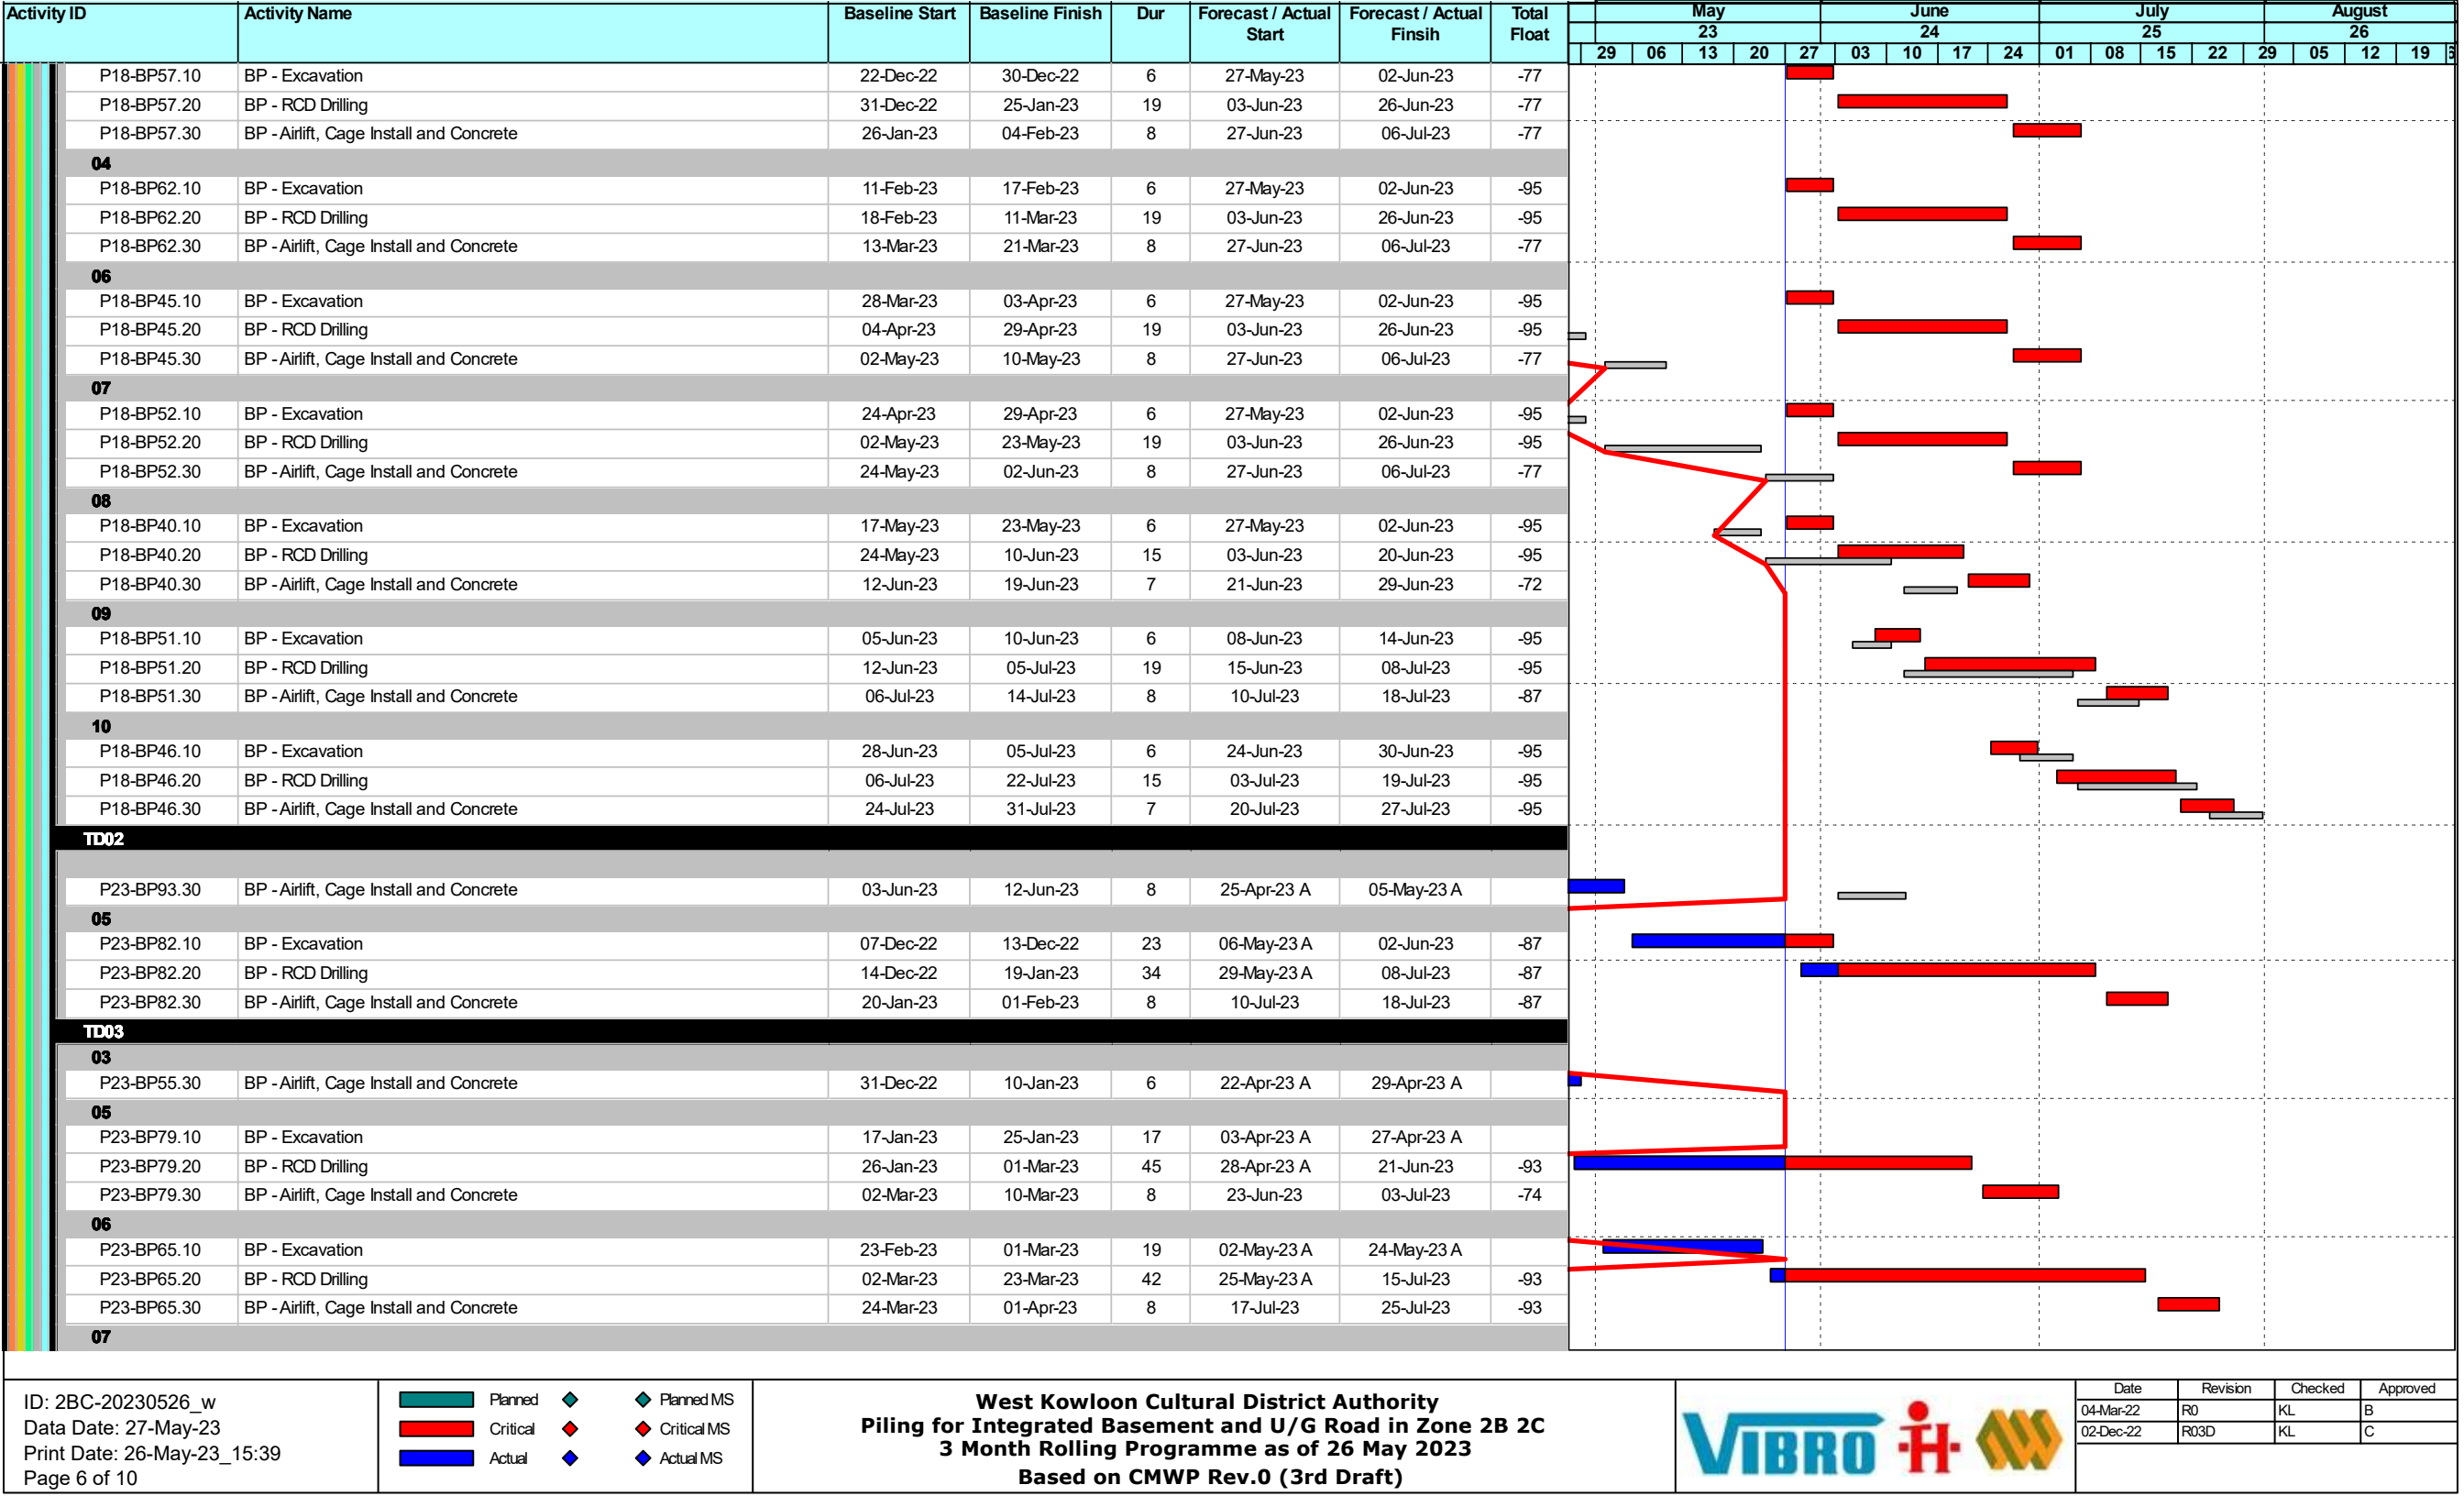 Activity ID Activity Name Baseline Start Baseline Finish Dur Forecast / Actual Start Forecast / Actual Finsih Total Float May June July August
23 24 25 26
29 06 13 20 27 03 10 17 24 01 08 15 22 29 05 12 19
P18-BP57.10 BP - Excavation 22-Dec-22 30-Dec-22 6 27-May-23 02-Jun-23 -77
P18-BP57.20 BP - RCD Drilling 31-Dec-22 25-Jan-23 19 03-Jun-23 26-Jun-23 -77
P18-BP57.30 BP - Airlift, Cage Install and Concrete 26-Jan-23 04-Feb-23 8 27-Jun-23 06-Jul-23 -77
04
P18-BP62.10 BP - Excavation 11-Feb-23 17-Feb-23 6 27-May-23 02-Jun-23 -95
P18-BP62.20 BP - RCD Drilling 18-Feb-23 11-Mar-23 19 03-Jun-23 26-Jun-23 -95
P18-BP62.30 BP - Airlift, Cage Install and Concrete 13-Mar-23 21-Mar-23 8 27-Jun-23 06-Jul-23 -77
06
P18-BP45.10 BP - Excavation 28-Mar-23 03-Apr-23 6 27-May-23 02-Jun-23 -95
P18-BP45.20 BP - RCD Drilling 04-Apr-23 29-Apr-23 19 03-Jun-23 26-Jun-23 -95
P18-BP45.30 BP - Airlift, Cage Install and Concrete 02-May-23 10-May-23 8 27-Jun-23 06-Jul-23 -77
07
P18-BP52.10 BP - Excavation 24-Apr-23 29-Apr-23 6 27-May-23 02-Jun-23 -95
P18-BP52.20 BP - RCD Drilling 02-May-23 23-May-23 19 03-Jun-23 26-Jun-23 -95
P18-BP52.30 BP - Airlift, Cage Install and Concrete 24-May-23 02-Jun-23 8 27-Jun-23 06-Jul-23 -77
08
P18-BP40.10 BP - Excavation 17-May-23 23-May-23 6 27-May-23 02-Jun-23 -95
P18-BP40.20 BP - RCD Drilling 24-May-23 10-Jun-23 15 03-Jun-23 20-Jun-23 -95
P18-BP40.30 BP - Airlift, Cage Install and Concrete 12-Jun-23 19-Jun-23 7 21-Jun-23 29-Jun-23 -72
09
P18-BP51.10 BP - Excavation 05-Jun-23 10-Jun-23 6 08-Jun-23 14-Jun-23 -95
P18-BP51.20 BP - RCD Drilling 12-Jun-23 05-Jul-23 19 15-Jun-23 08-Jul-23 -95
P18-BP51.30 BP - Airlift, Cage Install and Concrete 06-Jul-23 14-Jul-23 8 10-Jul-23 18-Jul-23 -87
10
P18-BP46.10 BP - Excavation 28-Jun-23 05-Jul-23 6 24-Jun-23 30-Jun-23 -95
P18-BP46.20 BP - RCD Drilling 06-Jul-23 22-Jul-23 15 03-Jul-23 19-Jul-23 -95
P18-BP46.30 BP - Airlift, Cage Install and Concrete 24-Jul-23 31-Jul-23 7 20-Jul-23 27-Jul-23 -95
TD02
P23-BP93.30 BP - Airlift, Cage Install and Concrete 03-Jun-23 12-Jun-23 8 25-Apr-23 A 05-May-23 A
05
P23-BP82.10 BP - Excavation 07-Dec-22 13-Dec-22 23 06-May-23 A 02-Jun-23 -87
P23-BP82.20 BP - RCD Drilling 14-Dec-22 19-Jan-23 34 29-May-23 A 08-Jul-23 -87
P23-BP82.30 BP - Airlift, Cage Install and Concrete 20-Jan-23 01-Feb-23 8 10-Jul-23 18-Jul-23 -87
TD03
03
P23-BP55.30 BP - Airlift, Cage Install and Concrete 31-Dec-22 10-Jan-23 6 22-Apr-23 A 29-Apr-23 A
05
P23-BP79.10 BP - Excavation 17-Jan-23 25-Jan-23 17 03-Apr-23 A 27-Apr-23 A
P23-BP79.20 BP - RCD Drilling 26-Jan-23 01-Mar-23 45 28-Apr-23 A 21-Jun-23 -93
P23-BP79.30 BP - Airlift, Cage Install and Concrete 02-Mar-23 10-Mar-23 8 23-Jun-23 03-Jul-23 -74
06
P23-BP65.10 BP - Excavation 23-Feb-23 01-Mar-23 19 02-May-23 A 24-May-23 A
P23-BP65.20 BP - RCD Drilling 02-Mar-23 23-Mar-23 42 25-May-23 A 15-Jul-23 -93
P23-BP65.30 BP - Airlift, Cage Install and Concrete 24-Mar-23 01-Apr-23 8 17-Jul-23 25-Jul-23 -93
07
ID: 2BC-20230526_w
Data Date: 27-May-23
Print Date: 26-May-23_15:39
Page 6 of 10
Planned Planned MS
Critical Critical MS
Actual Actual MS
West Kowloon Cultural District Authority
Piling for Integrated Basement and U/G Road in Zone 2B 2C
3 Month Rolling Programme as of 26 May 2023
Based on CMWP Rev.0 (3rd Draft)
VIBRO
Date Revision Checked Approved
04-Mar-22 R0 KL B
02-Dec-22 R03D KL C